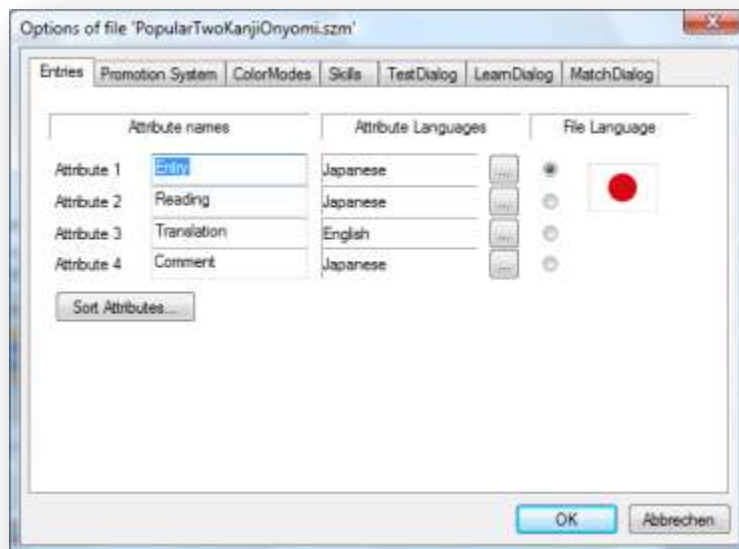 Options of file 'PopularTwoKanjiOnyomi.szm'
Entries Promotion System ColorModes Skills TestDialog LearnDialog MatchDialog
Attribute names Attribute Languages File Language
Attribute 1 Entry Japanese ...
Attribute 2 Reading Japanese ...
Attribute 3 Translation English ...
Attribute 4 Comment Japanese ...
Sort Attributes...
OK Abbrechen